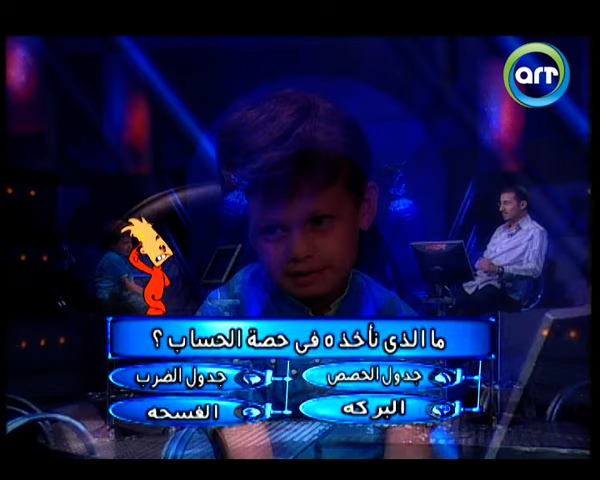 art
ما الذى نأخذه فى حصة الحساب ؟
جدول الحصص
جدول الضرب
البركه
الفسحه